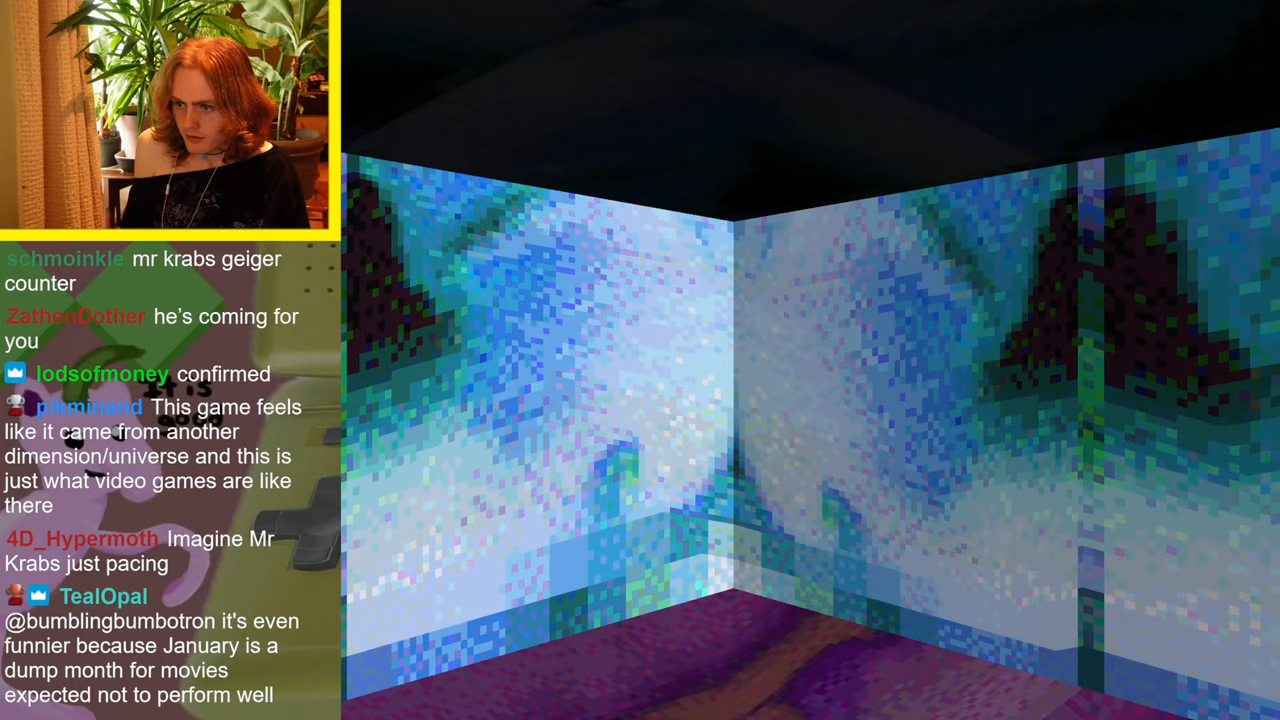 schmoinkle mr krabs geiger
counter
ZathenDother he's coming for
you
lodsofmoney confirmed
pikminand This game feels
like it came from another
dimension/universe and this is
just what video games are like
there
4D_Hypermoth Imagine Mr
Krabs just pacing
TealOpal
@bumblingbumbotron it's even
funnier because January is a
dump month for movies
expected not to perform well